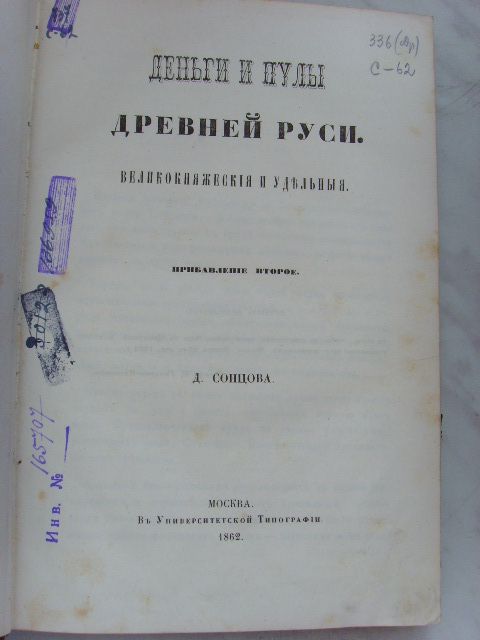 336(др)
С-62
ДЕНЬГИ И ПУЛЫ
ДРЕВНЕЙ РУСИ.
ВЕЛИКОКНЯЖЕСКІЯ И УДѢЛЬНЫЯ.
ПРИБАВЛЕНІЕ ВТОРОЕ.
Д. СОНЦОВА.
МОСКВА.
Въ Университетской Типографіи
1862.
Инв. № 165707